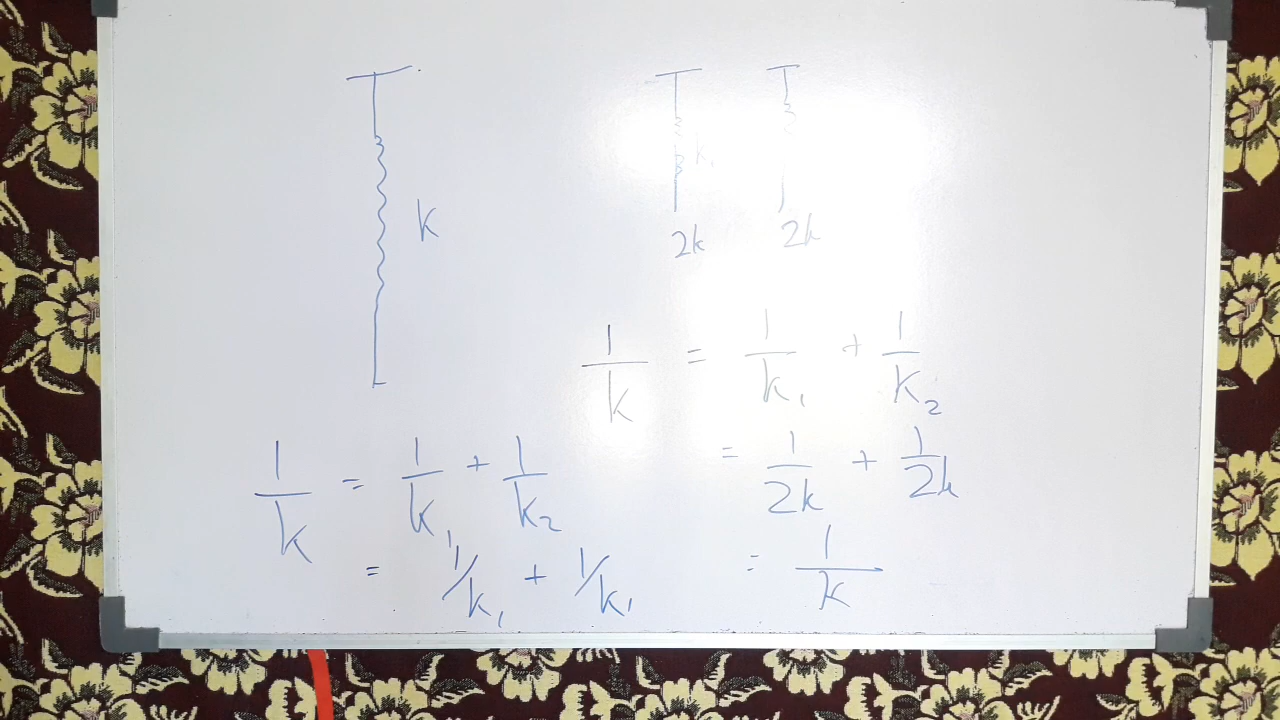 k
k₁
2k 2k
1/k = 1/k₁ + 1/k₂
= 1/2k + 1/2k
= 1/k
1/k = 1/k₁ + 1/k₂
= 1/k₁ + 1/k₁